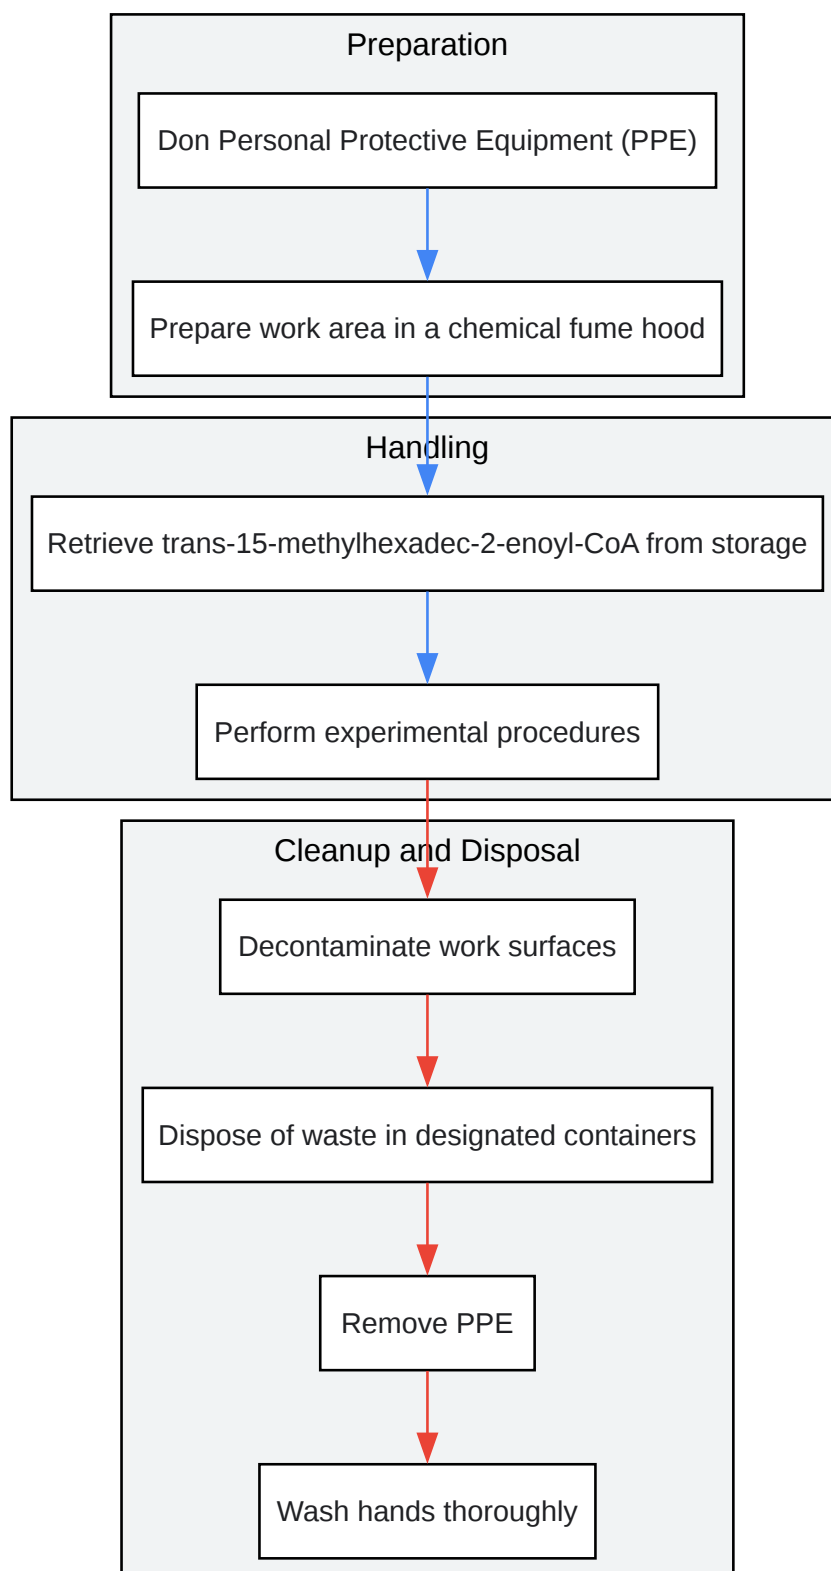 Preparation
Don Personal Protective Equipment (PPE)
Prepare work area in a chemical fume hood
Handling
Retrieve trans-15-methylhexadec-2-enoyl-CoA from storage
Perform experimental procedures
Cleanup and Disposal
Decontaminate work surfaces
Dispose of waste in designated containers
Remove PPE
Wash hands thoroughly